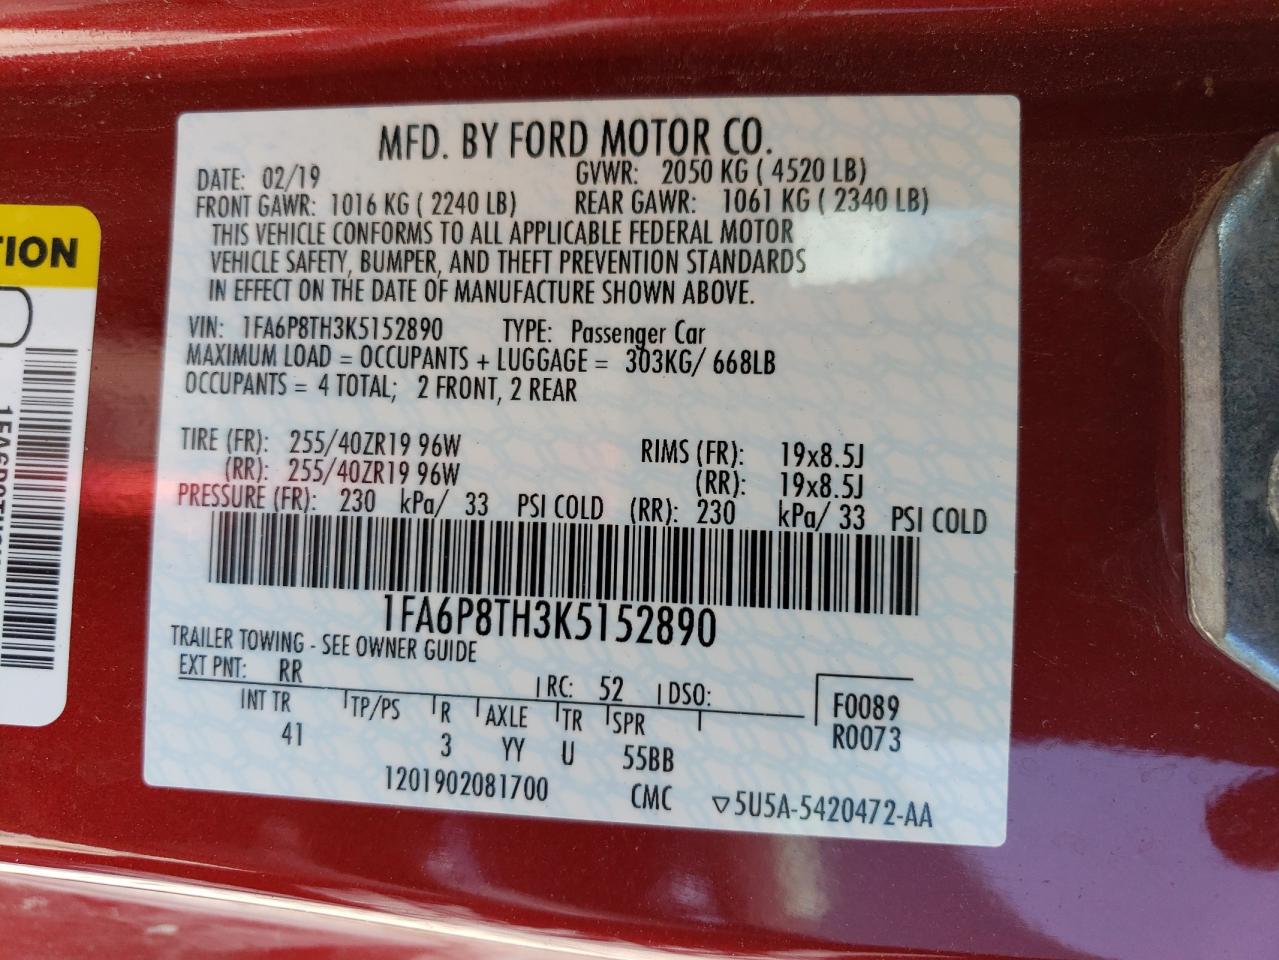 MFD. BY FORD MOTOR CO.
DATE: 02/19 GVWR: 2050 KG ( 4520 LB)
FRONT GAWR: 1016 KG ( 2240 LB) REAR GAWR: 1061 KG ( 2340 LB)
THIS VEHICLE CONFORMS TO ALL APPLICABLE FEDERAL MOTOR
VEHICLE SAFETY, BUMPER, AND THEFT PREVENTION STANDARDS
IN EFFECT ON THE DATE OF MANUFACTURE SHOWN ABOVE.
VIN: 1FA6P8TH3K5152890 TYPE: Passenger Car
MAXIMUM LOAD = OCCUPANTS + LUGGAGE = 303KG/ 668LB
OCCUPANTS = 4 TOTAL; 2 FRONT, 2 REAR
TIRE (FR): 255/40ZR19 96W RIMS (FR): 19x8.5J
(RR): 255/40ZR19 96W (RR): 19x8.5J
PRESSURE (FR): 230 kPa/ 33 PSI COLD (RR): 230 kPa/ 33 PSI COLD
1FA6P8TH3K5152890
TRAILER TOWING - SEE OWNER GUIDE
EXT PNT: RR RC: 52 DSO: F0089
INT TR TP/PS R AXLE TR SPR R0073
41 3 YY U 55BB
1201902081700 CMC ▽5U5A-5420472-AA
TION